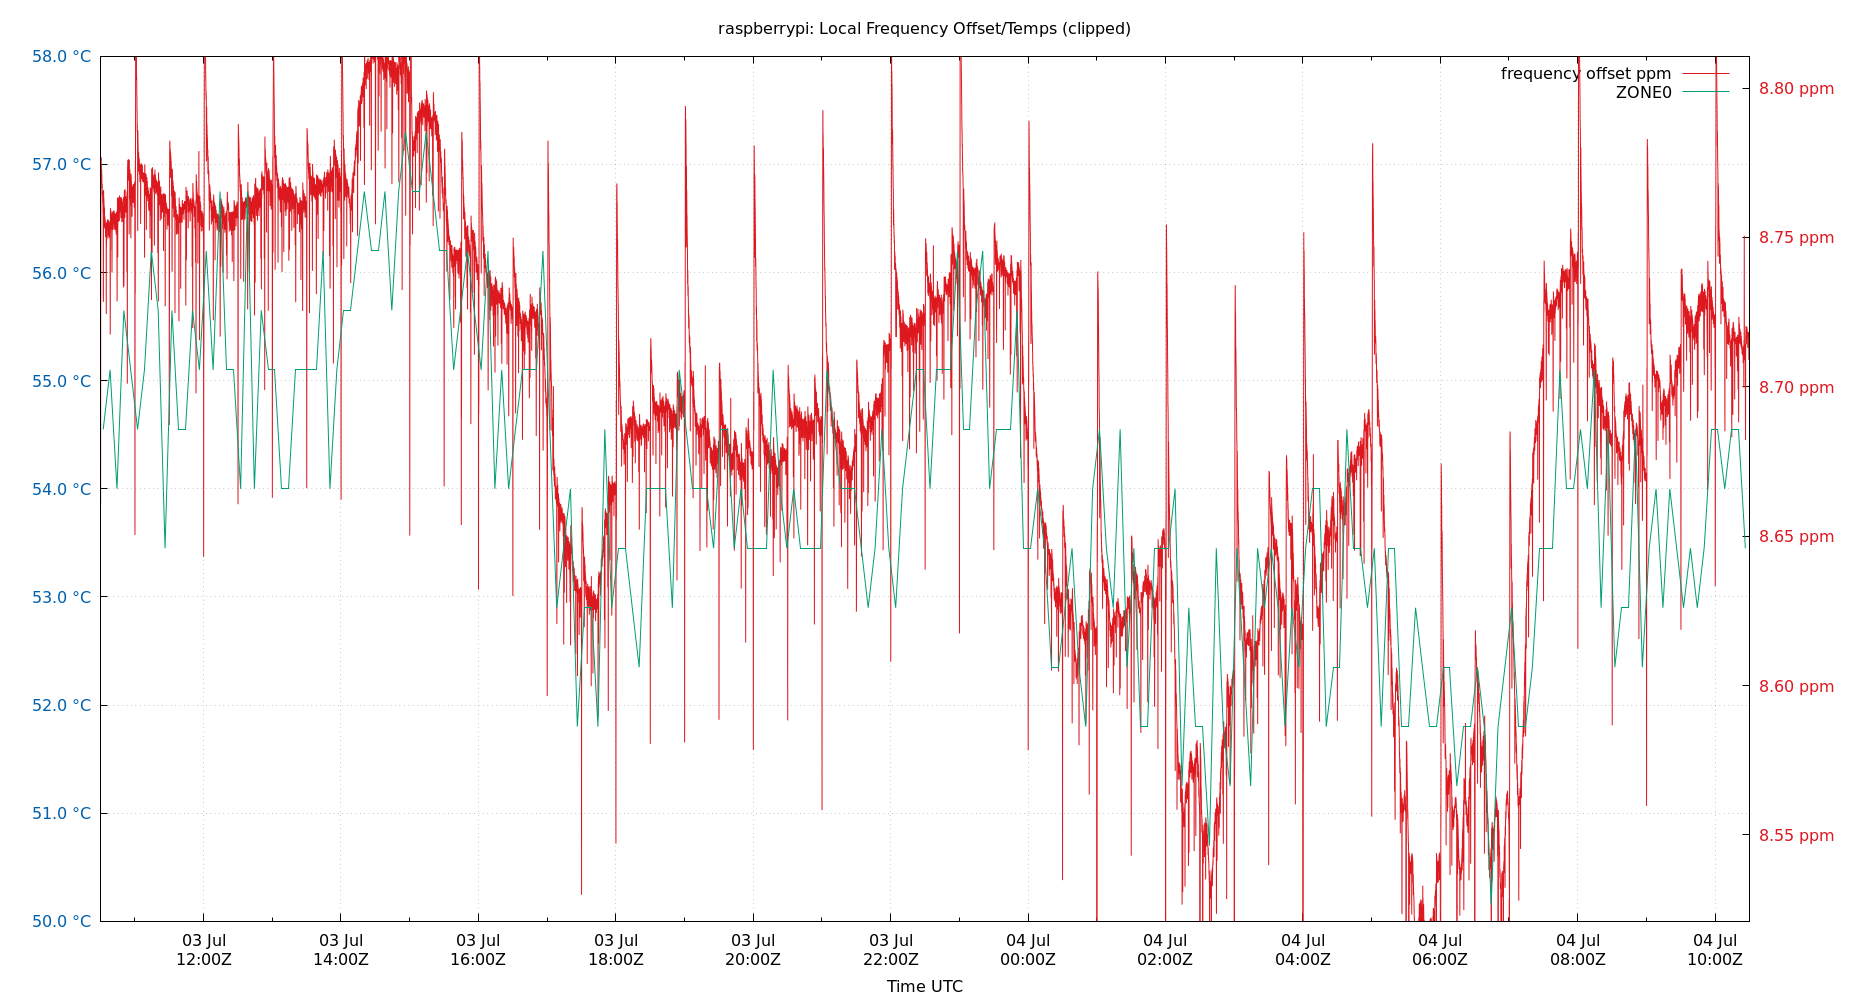 raspberrypi: Local Frequency Offset/Temps (clipped)
58.0 °C
57.0 °C
56.0 °C
55.0 °C
54.0 °C
53.0 °C
52.0 °C
51.0 °C
50.0 °C
frequency offset ppm
ZONE0
8.80 ppm
8.75 ppm
8.70 ppm
8.65 ppm
8.60 ppm
8.55 ppm
03 Jul 03 Jul 03 Jul 03 Jul 03 Jul 03 Jul 04 Jul 04 Jul 04 Jul 04 Jul 04 Jul 04 Jul
12:00Z 14:00Z 16:00Z 18:00Z 20:00Z 22:00Z 00:00Z 02:00Z 04:00Z 06:00Z 08:00Z 10:00Z
Time UTC